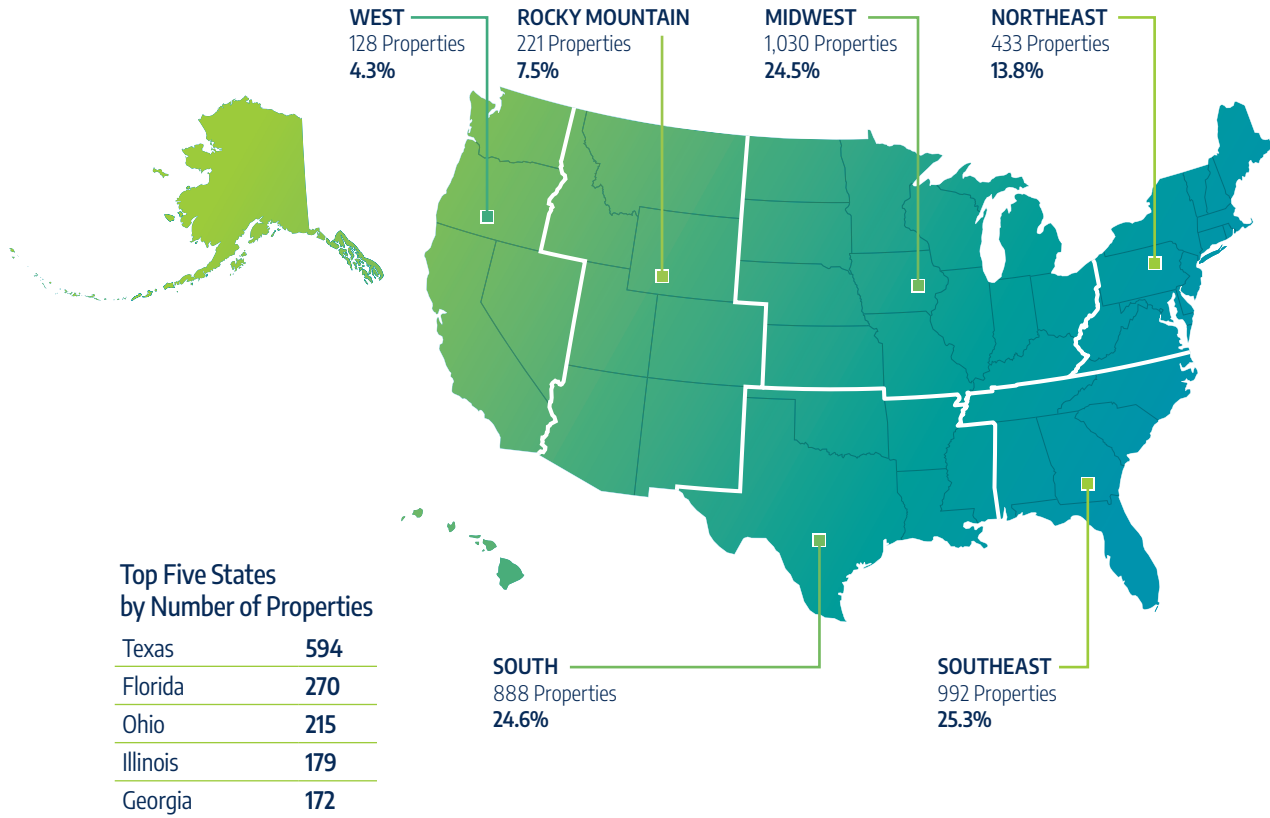 WEST
128 Properties
4.3%
ROCKY MOUNTAIN
221 Properties
7.5%
MIDWEST
1,030 Properties
24.5%
NORTHEAST
433 Properties
13.8%
Top Five States
by Number of Properties
Texas 594
Florida 270
Ohio 215
Illinois 179
Georgia 172
SOUTH
888 Properties
24.6%
SOUTHEAST
992 Properties
25.3%